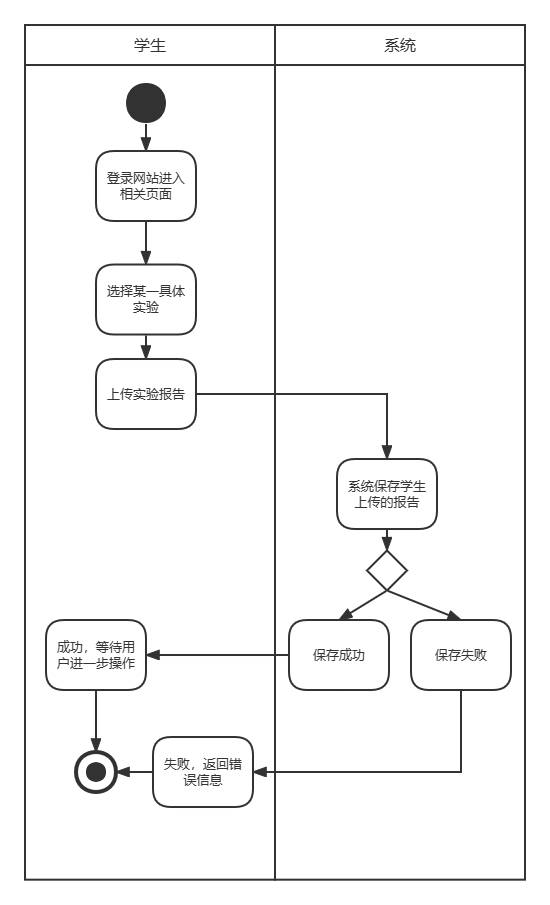 学生
系统
登录网站进入
相关页面
选择某一具体
实验
上传实验报告
系统保存学生
上传的报告
成功，等待用
户进一步操作
保存成功
保存失败
失败，返回错
误信息